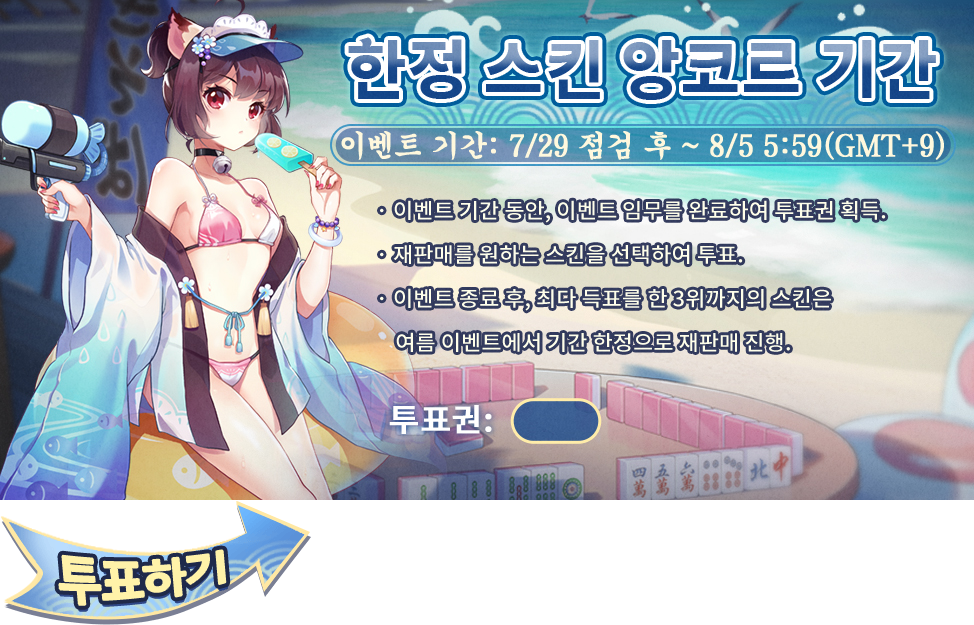 한정 스킨 앙코르 기간
이벤트 기간: 7/29 점검 후 ~ 8/5 5:59(GMT+9)
· 이벤트 기간 동안, 이벤트 임무를 완료하여 투표권 획득.
· 재판매를 원하는 스킨을 선택하여 투표.
· 이벤트 종료 후, 최다 득표를 한 3위까지의 스킨은
여름 이벤트에서 기간 한정으로 재판매 진행.
투표권:
四萬 五萬 六萬 北 中
투표하기